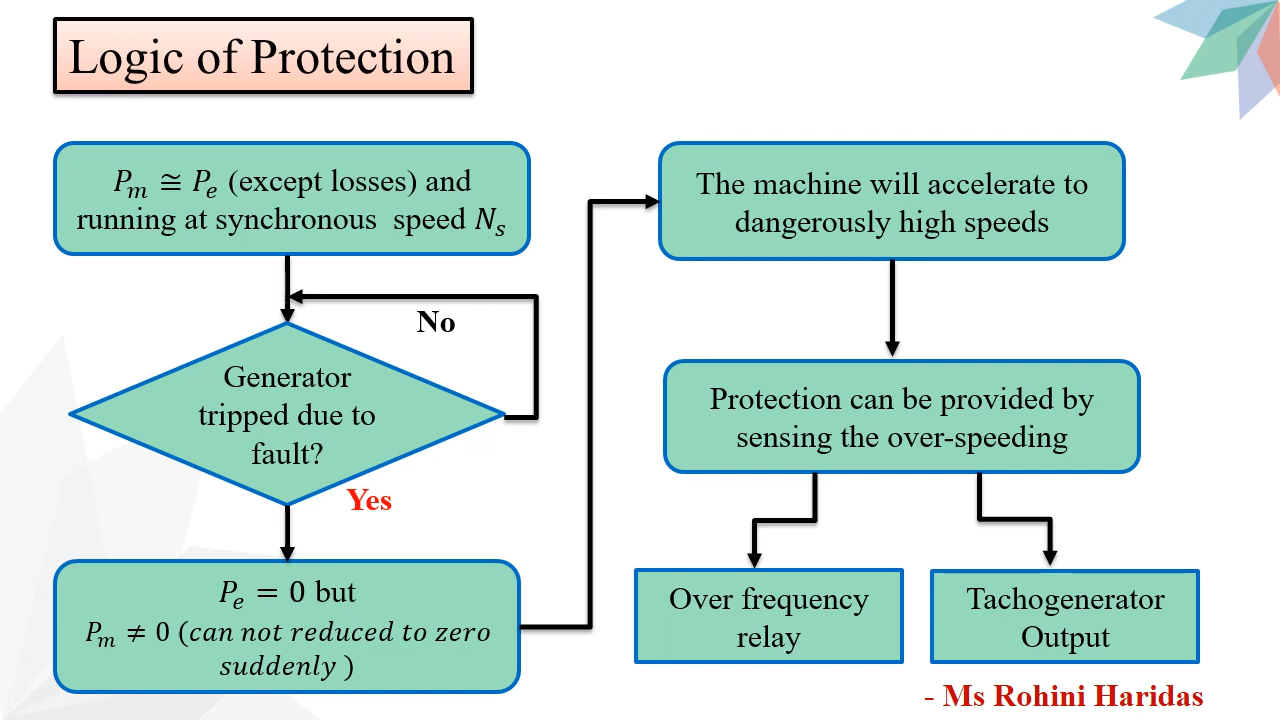 Logic of Protection
𝑃𝑚 ≅ 𝑃𝑒 (except losses) and
running at synchronous speed 𝑁𝑠
No
Generator
tripped due to
fault?
Yes
𝑃𝑒 = 0 but
𝑃𝑚 ≠ 0 (𝑐𝑎𝑛 𝑛𝑜𝑡 𝑟𝑒𝑑𝑢𝑐𝑒𝑑 𝑡𝑜 𝑧𝑒𝑟𝑜
𝑠𝑢𝑑𝑑𝑒𝑛𝑙𝑦 )
The machine will accelerate to
dangerously high speeds
Protection can be provided by
sensing the over-speeding
Over frequency
relay
Tachogenerator
Output
- Ms Rohini Haridas